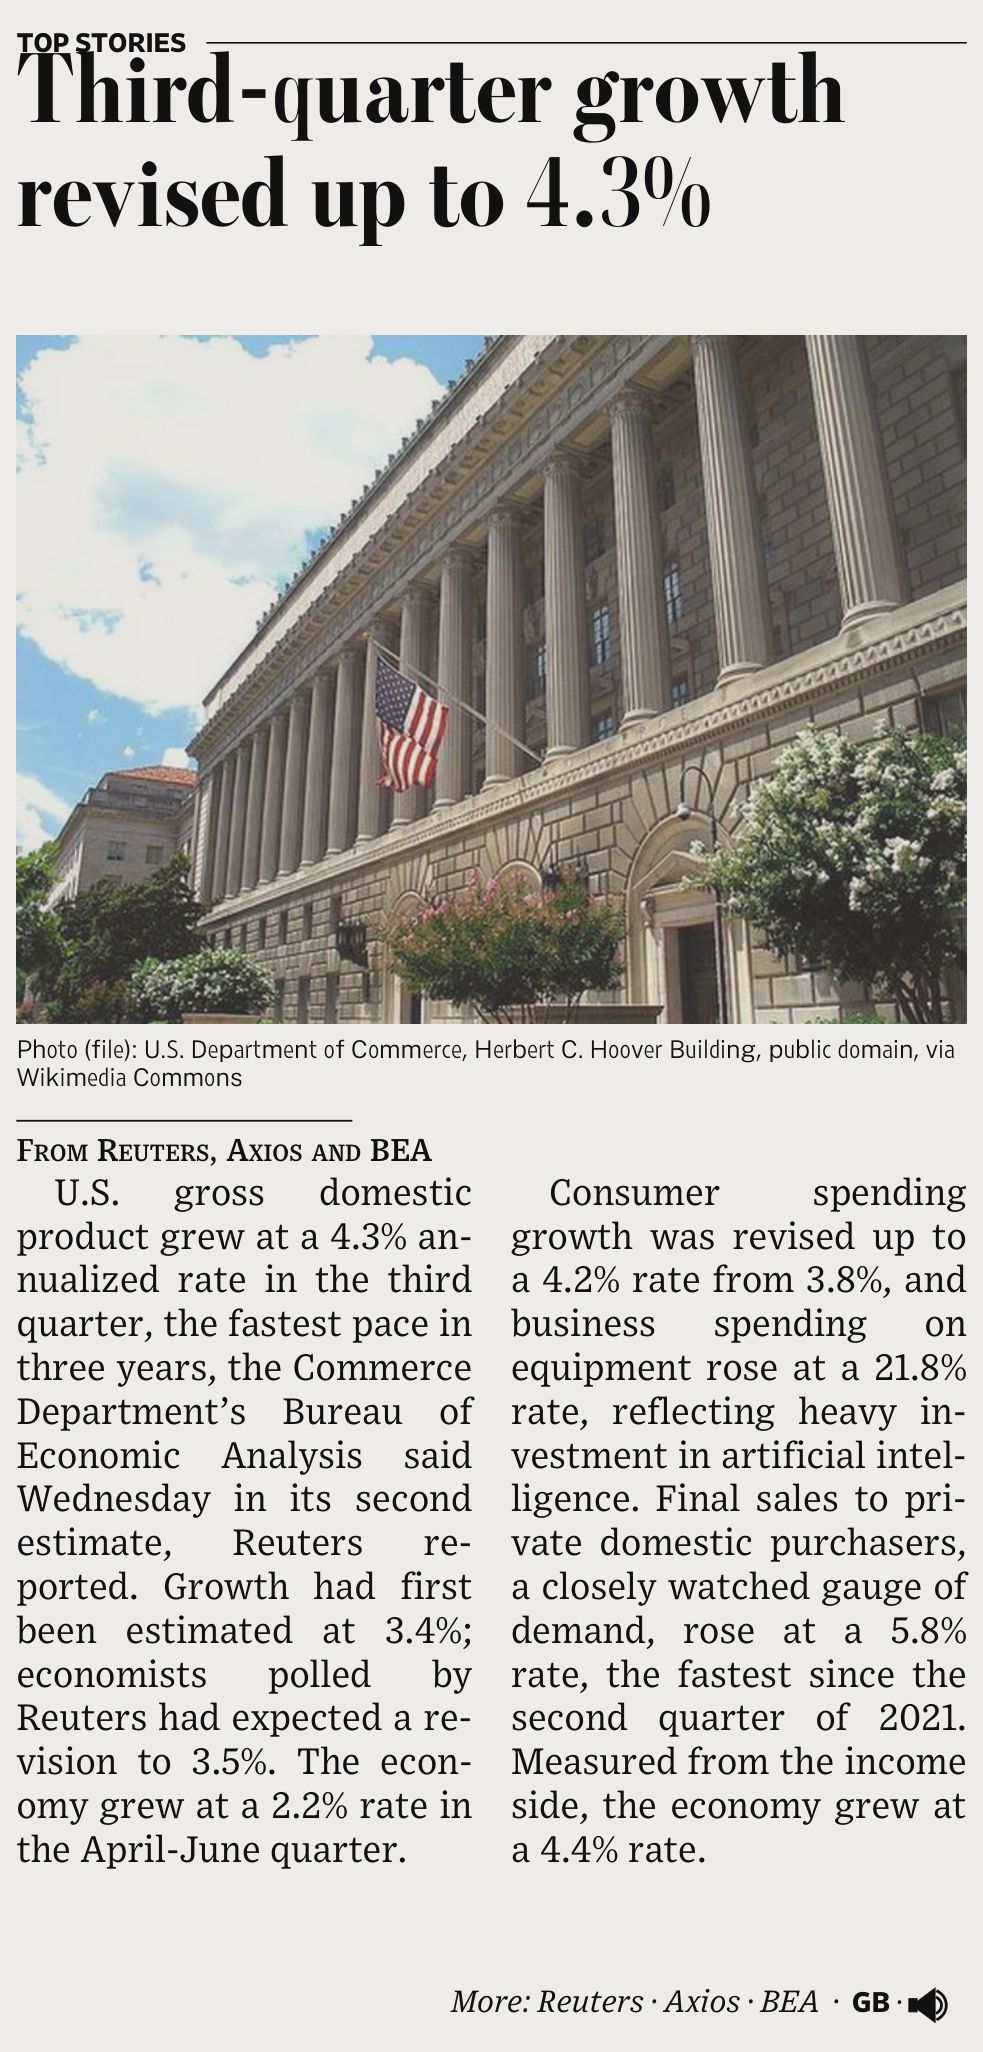 TOP STORIES
Third-quarter growth
revised up to 4.3%
Photo (file): U.S. Department of Commerce, Herbert C. Hoover Building, public domain, via
Wikimedia Commons
From Reuters, Axios and BEA
U.S. gross domestic
product grew at a 4.3% an-
nualized rate in the third
quarter, the fastest pace in
three years, the Commerce
Department’s Bureau of
Economic Analysis said
Wednesday in its second
estimate, Reuters re-
ported. Growth had first
been estimated at 3.4%;
economists polled by
Reuters had expected a re-
vision to 3.5%. The econ-
omy grew at a 2.2% rate in
the April-June quarter.
Consumer spending
growth was revised up to
a 4.2% rate from 3.8%, and
business spending on
equipment rose at a 21.8%
rate, reflecting heavy in-
vestment in artificial intel-
ligence. Final sales to pri-
vate domestic purchasers,
a closely watched gauge of
demand, rose at a 5.8%
rate, the fastest since the
second quarter of 2021.
Measured from the income
side, the economy grew at
a 4.4% rate.
More: Reuters · Axios · BEA · GB ·